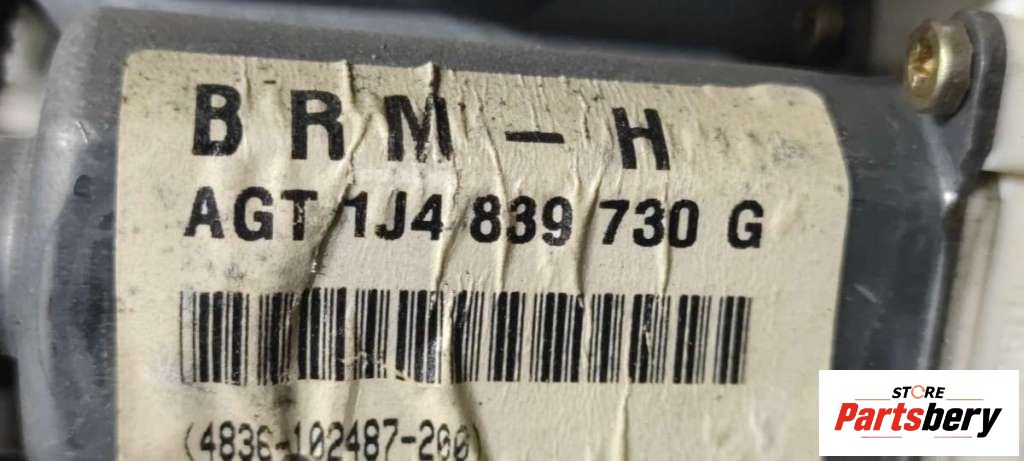 BRM-H
AGT 1J4 839 730 G
(4836-102487-200
STORE
Partsbery